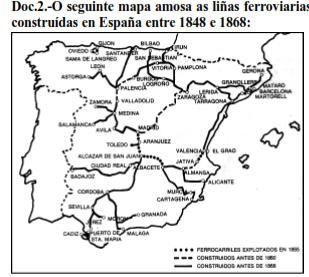 Doc.2.-O seguinte mapa amosa as liñas ferroviarias
construídas en España entre 1848 e 1868:
GIJON
BILBAO
IRUN
OVIEDO
SANTANDER
SAN SEBASTIAN
SAMA DE LANGREO
LEON
VITORIA
PAMPLONA
ASTORGA
BURGOS
LOGROÑO
GERONA
GRANOLLERS
PALENCIA
LERIDA
MATARO
ZARAGOZA
BARCELONA
ZAMORA
VALLADOLID
TARRAGONA
MARTORELL
MEDINA
SALAMANCA
AVILA
MADRID
TOLEDO
ARANJUEZ
VALENCIA
EL GRAO
ALCAZAR DE SAN JUAN
CIUDAD REAL
ALBACETE
JATIVA
BADAJOZ
ALMANSA
ALICANTE
CORDOBA
MURCIA
CARTAGENA
SEVILLA
GRANADA
CADIZ
PUERTO DE
STA. MARIA
MALAGA
FERROCARRILES EXPLOTADOS EN 1855
CONSTRUIDOS ANTES DE 1860
CONSTRUIDOS ANTES DE 1868